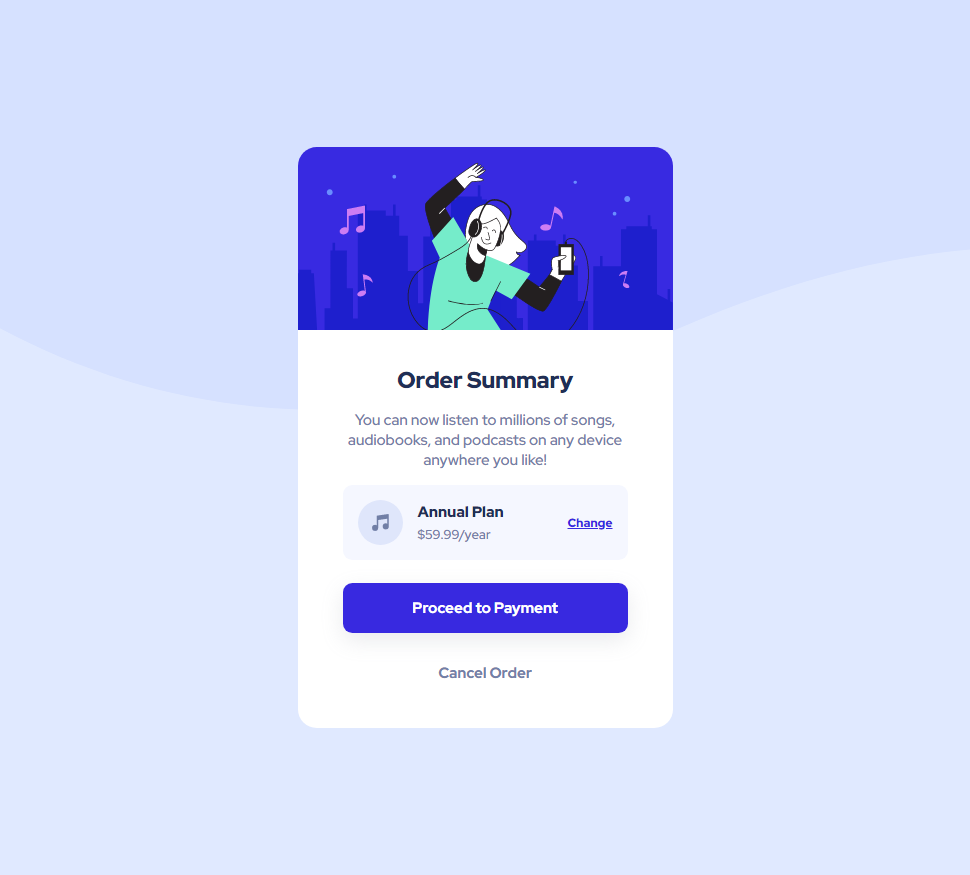 Order Summary
You can now listen to millions of songs,
audiobooks, and podcasts on any device
anywhere you like!
Annual Plan
$59.99/year
Change
Proceed to Payment
Cancel Order